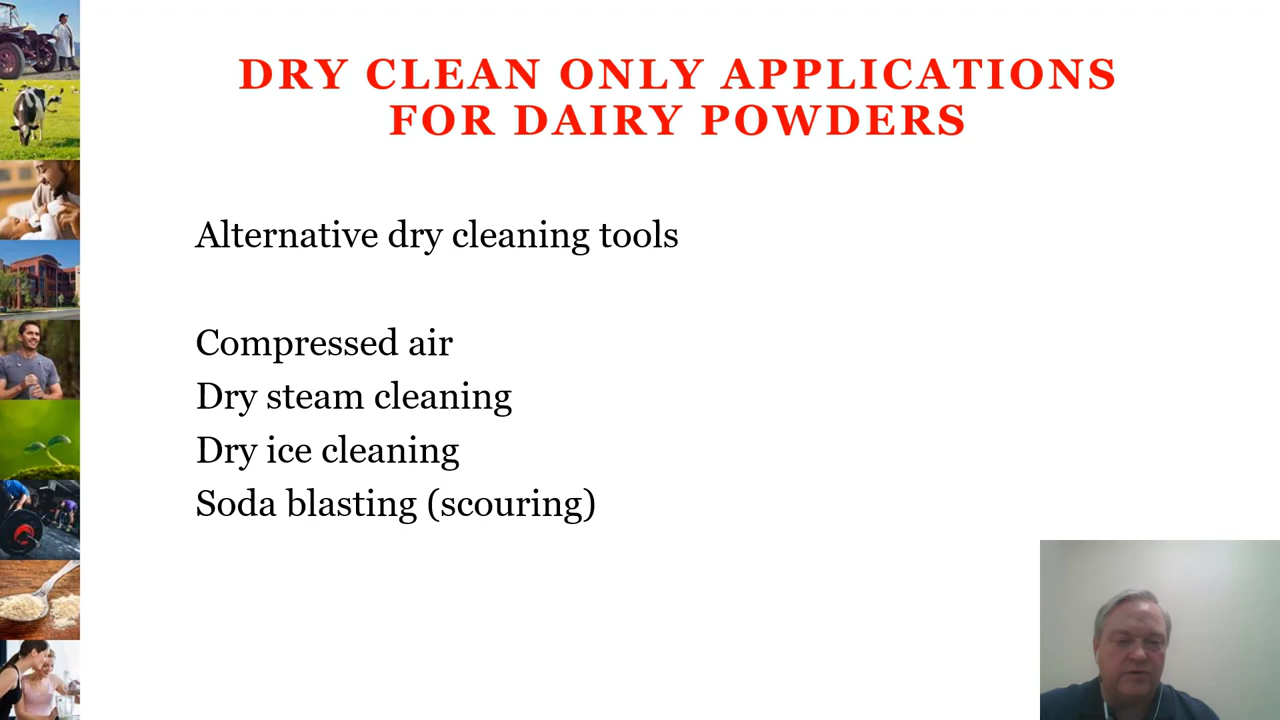 DRY CLEAN ONLY APPLICATIONS
FOR DAIRY POWDERS
Alternative dry cleaning tools
Compressed air
Dry steam cleaning
Dry ice cleaning
Soda blasting (scouring)